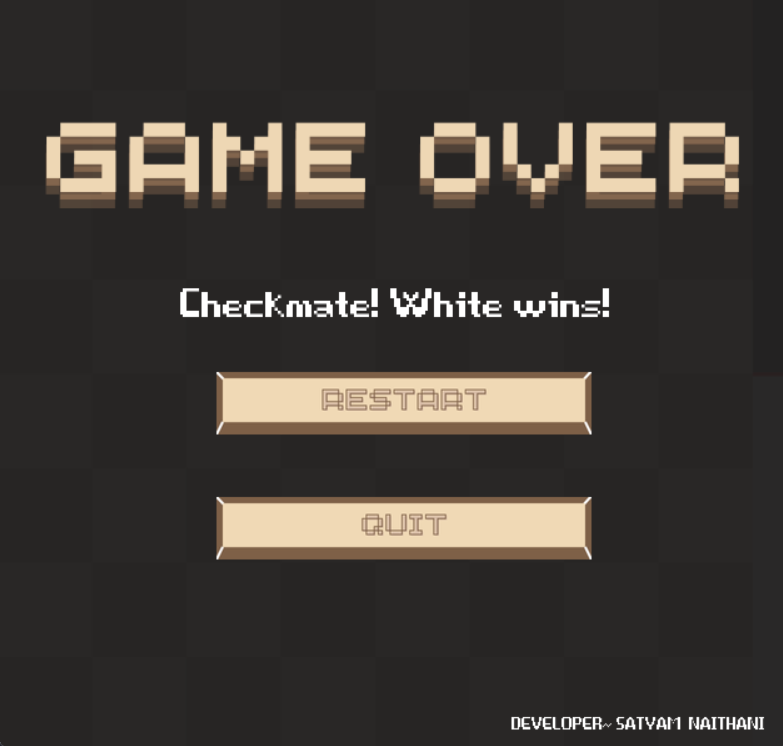 GAME OVER
Checkmate! White wins!
RESTART
QUIT
DEVELOPER~ SATYAM NAITHANI